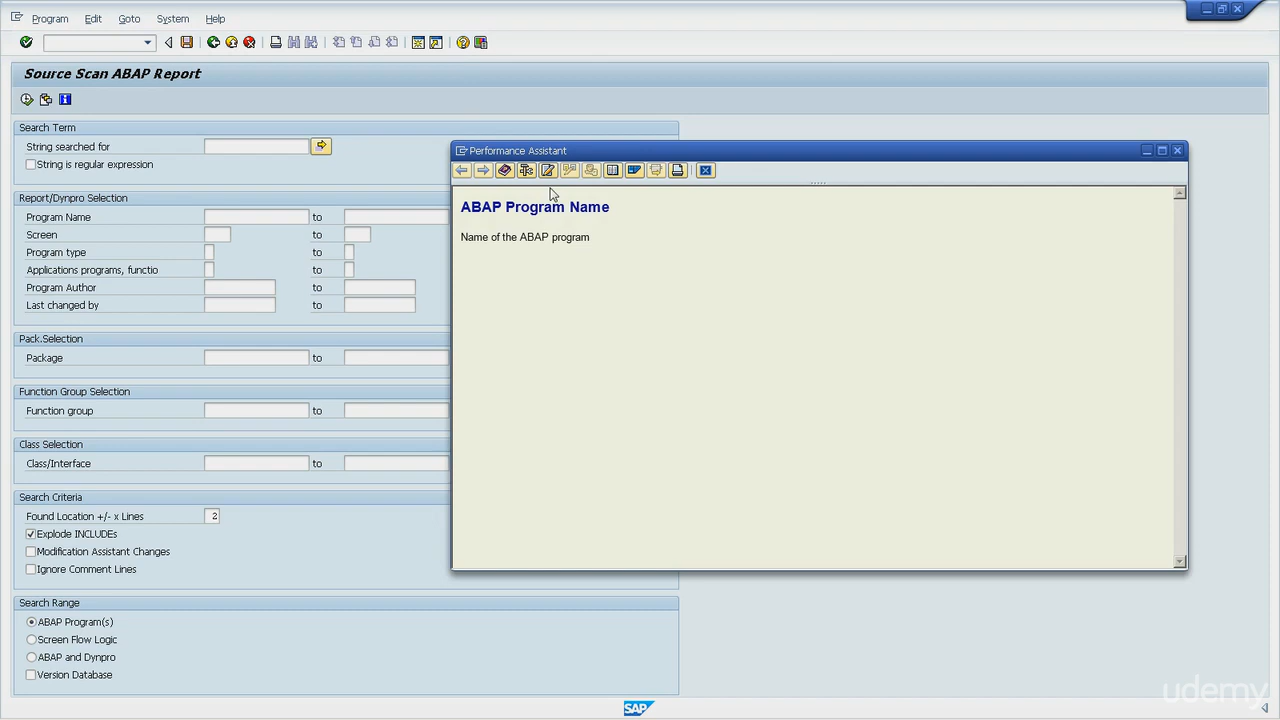 Program Edit Goto System Help
Source Scan ABAP Report
Search Term
String searched for
String is regular expression
Report/Dynpro Selection
Program Name to
Screen to
Program type to
Applications programs, functio to
Program Author to
Last changed by to
Pack.Selection
Package to
Function Group Selection
Function group to
Class Selection
Class/Interface to
Search Criteria
Found Location +/- x Lines 2
Explode INCLUDEs
Modification Assistant Changes
Ignore Comment Lines
Search Range
ABAP Program(s)
Screen Flow Logic
ABAP and Dynpro
Version Database
Performance Assistant
ABAP Program Name
Name of the ABAP program
SAP
udemy